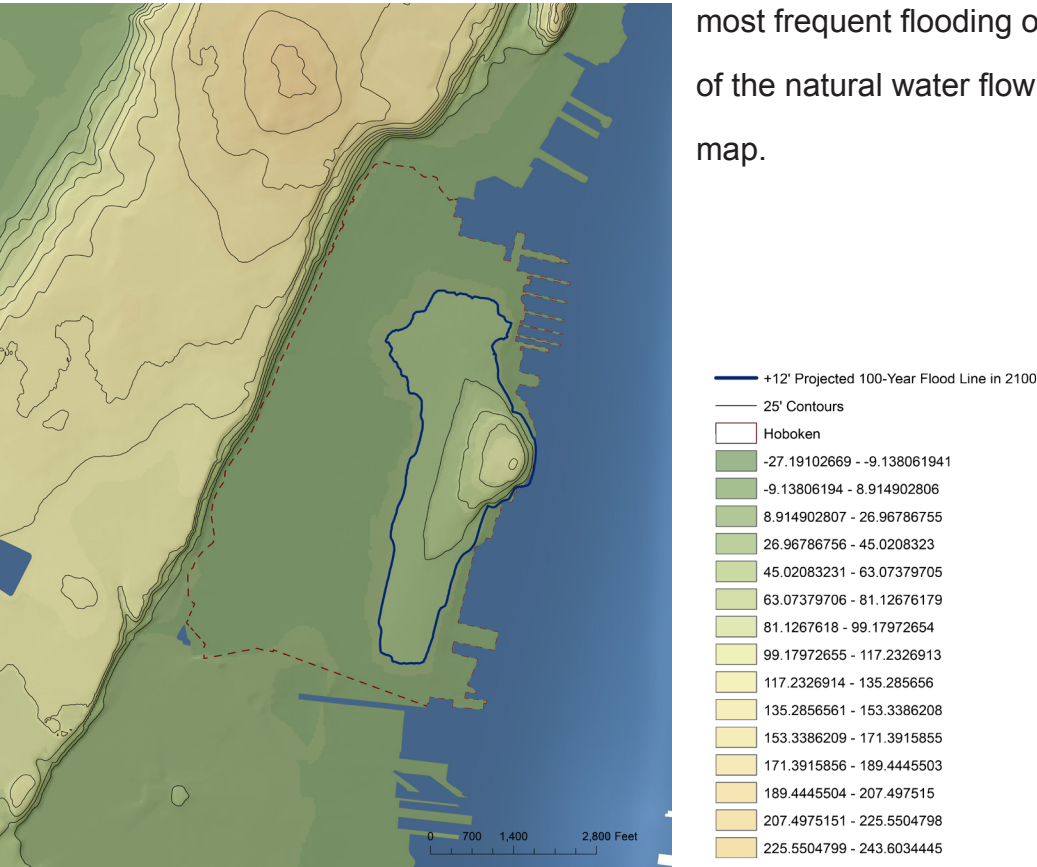 most frequent flooding
of the natural water flow
map.
+12' Projected 100-Year Flood Line in 2100
25' Contours
Hoboken
-27.19102669 - -9.138061941
-9.13806194 - 8.914902806
8.914902807 - 26.96786755
26.96786756 - 45.0208323
45.02083231 - 63.07379705
63.07379706 - 81.12676179
81.1267618 - 99.17972654
99.17972655 - 117.2326913
117.2326914 - 135.285656
135.2856561 - 153.3386208
153.3386209 - 171.3915855
171.3915856 - 189.4445503
189.4445504 - 207.497515
207.4975151 - 225.5504798
225.5504799 - 243.6034445
0 700 1,400 2,800 Feet